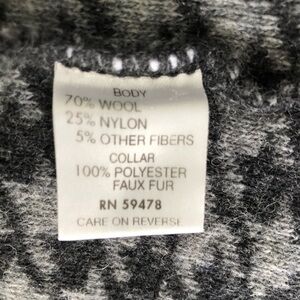 BODY
70% WOOL
25% NYLON
5% OTHER FIBERS
COLLAR
100% POLYESTER
FAUX FUR
RN 59478
CARE ON REVERSE